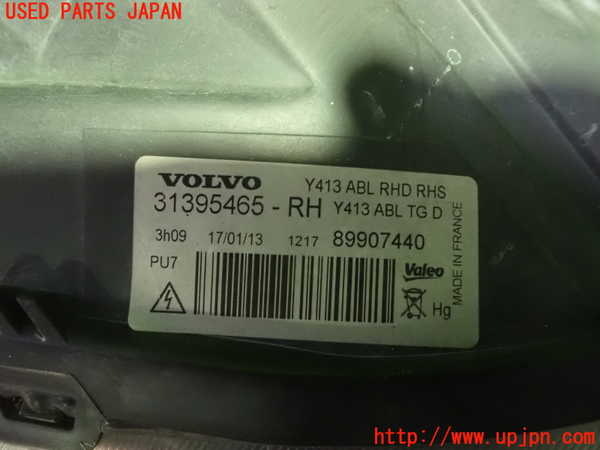 USED PARTS JAPAN
VOLVO Y413 ABL RHD RHS
31395465 - RH Y413 ABL TG D
3h09 17/01/13 1217 89907440
PU7
Valeo
Hg
MADE IN FRANCE
http://www.upjpn.com/